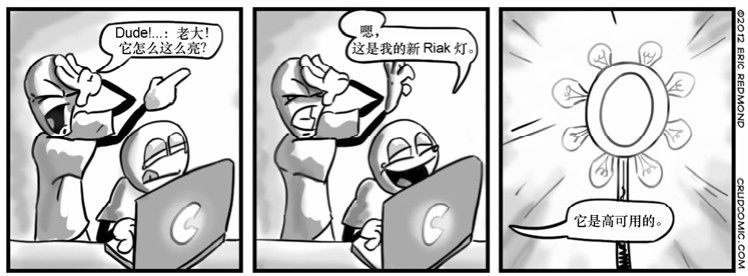 Dude!...：老大！
它怎么这么亮？
嗯，
这是我的新 Riak 灯。
它是高可用的。
©2012 ERIC REDMOND
CRUDCOMIC.COM
C
C